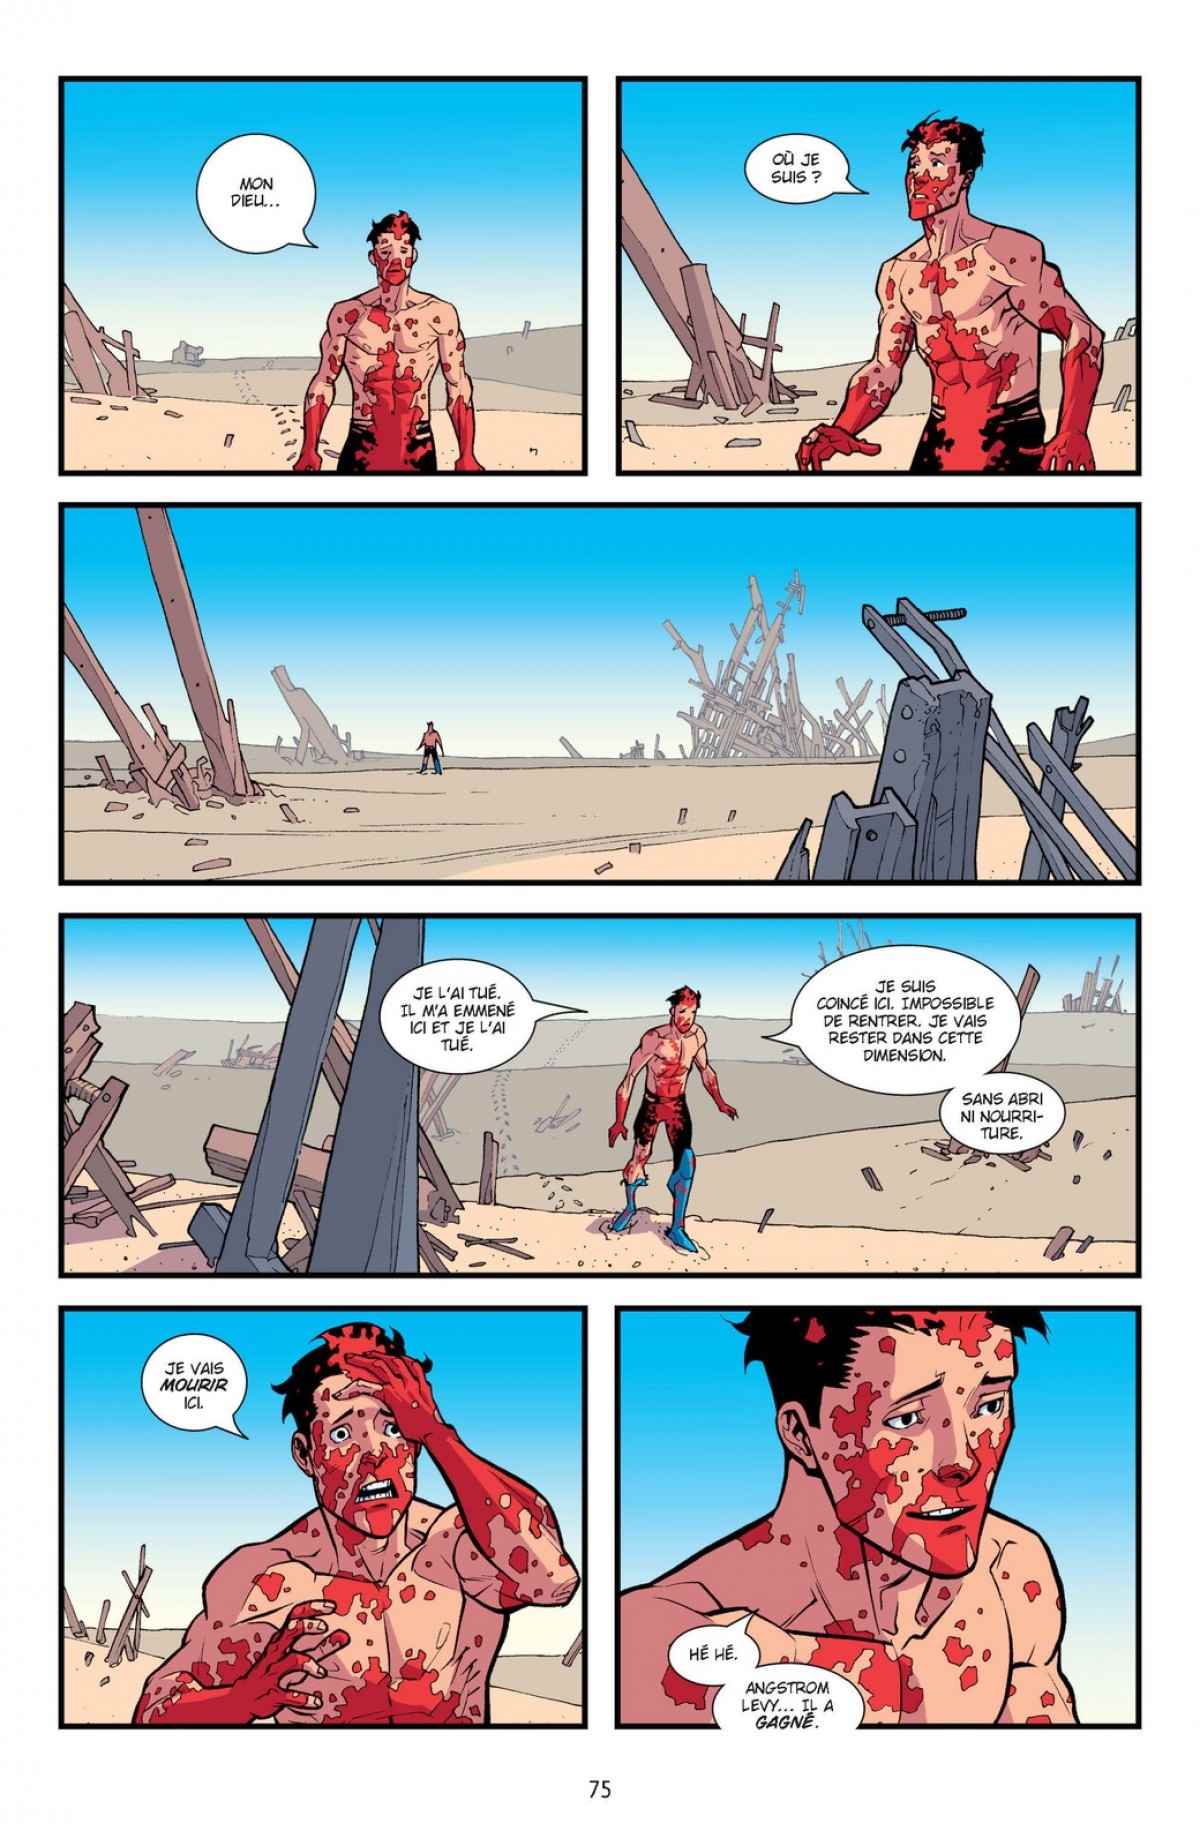 MON
DIEU...
OÙ JE
SUIS ?
JE L'AI TUÉ.
IL M'A EMMENÉ
ICI ET JE L'AI
TUÉ.
JE SUIS
COINCÉ ICI. IMPOSSIBLE
DE RENTRER. JE VAIS
RESTER DANS CETTE
DIMENSION.
SANS ABRI
NI NOURRI-
TURE.
JE VAIS
MOURIR
ICI.
HÉ HÉ.
ANGSTROM
LEVY... IL A
GAGNÉ.
75